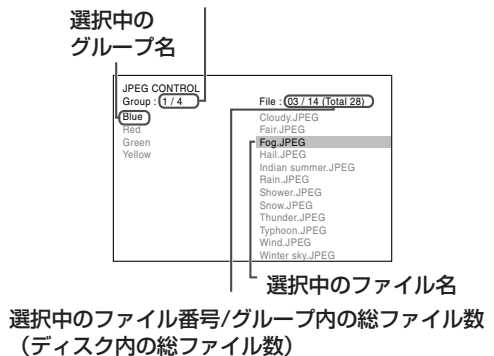 選択中の
グループ名
JPEG CONTROL
Group : 1 / 4
File : 03 / 14 (Total 28)
Blue
Red
Green
Yellow
Cloudy.JPEG
Fair.JPEG
Fog.JPEG
Hail.JPEG
Indian summer.JPEG
Rain.JPEG
Shower.JPEG
Snow.JPEG
Thunder.JPEG
Typhoon.JPEG
Wind.JPEG
Winter sky.JPEG
選択中のファイル名
選択中のファイル番号/グループ内の総ファイル数
（ディスク内の総ファイル数）